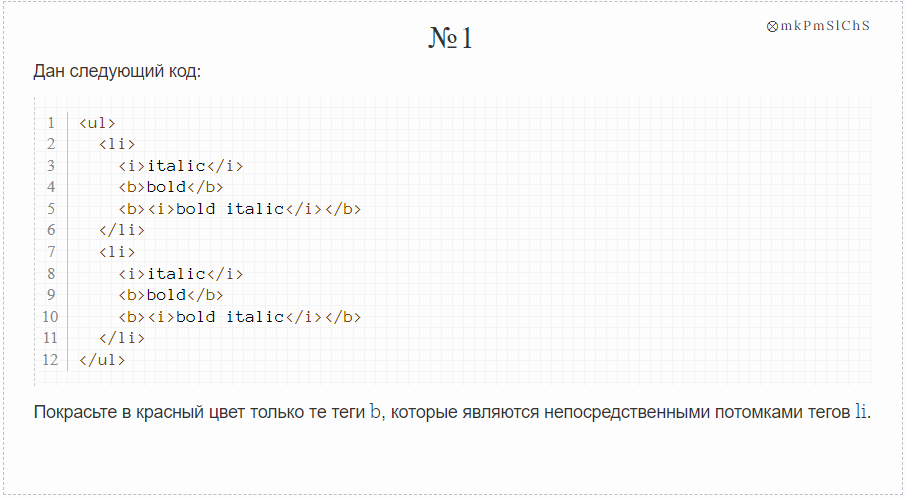 №1
⊗mkPmSlChS
Дан следующий код:
1 <ul>
2 <li>
3 <i>italic</i>
4 <b>bold</b>
5 <b><i>bold italic</i></b>
6 </li>
7 <li>
8 <i>italic</i>
9 <b>bold</b>
10 <b><i>bold italic</i></b>
11 </li>
12 </ul>
Покрасьте в красный цвет только те теги b, которые являются непосредственными потомками тегов li.